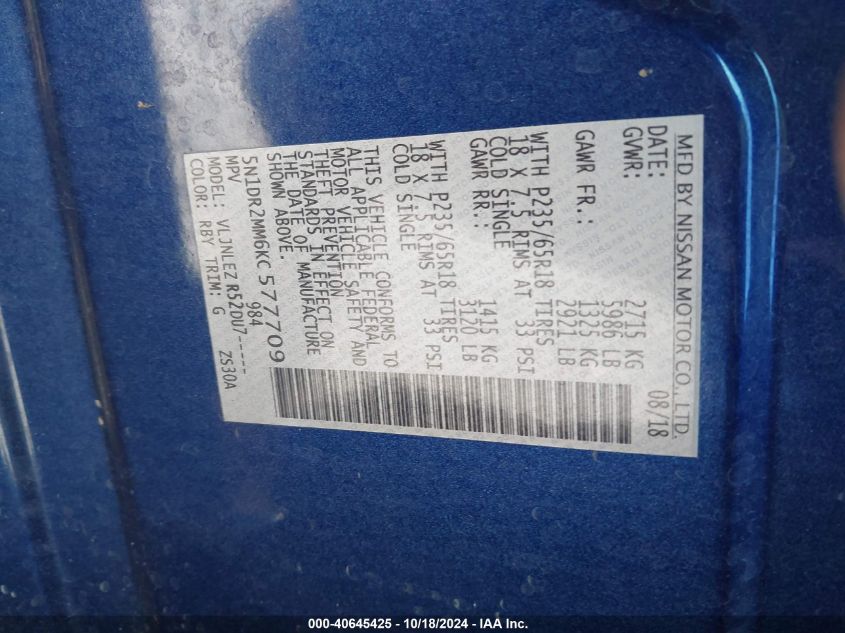 MFD BY NISSAN MOTOR CO., LTD.
DATE: 08/18
GVWR: 2715 KG
5986 LB
GAWR FR.: 1325 KG
2921 LB
WITH P235/65R18 TIRES
18 X 7.5 RIMS AT 33 PSI
COLD SINGLE
GAWR RR.: 1415 KG
3120 LB
WITH P235/65R18 TIRES
18 X 7.5 RIMS AT 33 PSI
COLD SINGLE
THIS VEHICLE CONFORMS TO
ALL APPLICABLE FEDERAL
MOTOR VEHICLE SAFETY AND
THEFT PREVENTION
STANDARDS IN EFFECT ON
THE DATE OF MANUFACTURE
SHOWN ABOVE.
5N1DR2MM6KC577709
MPV 984
MODEL: VLJNLEZ R52DU7-----
COLOR: RBY TRIM: G ZS30A
000-40645425 - 10/18/2024 - IAA Inc.